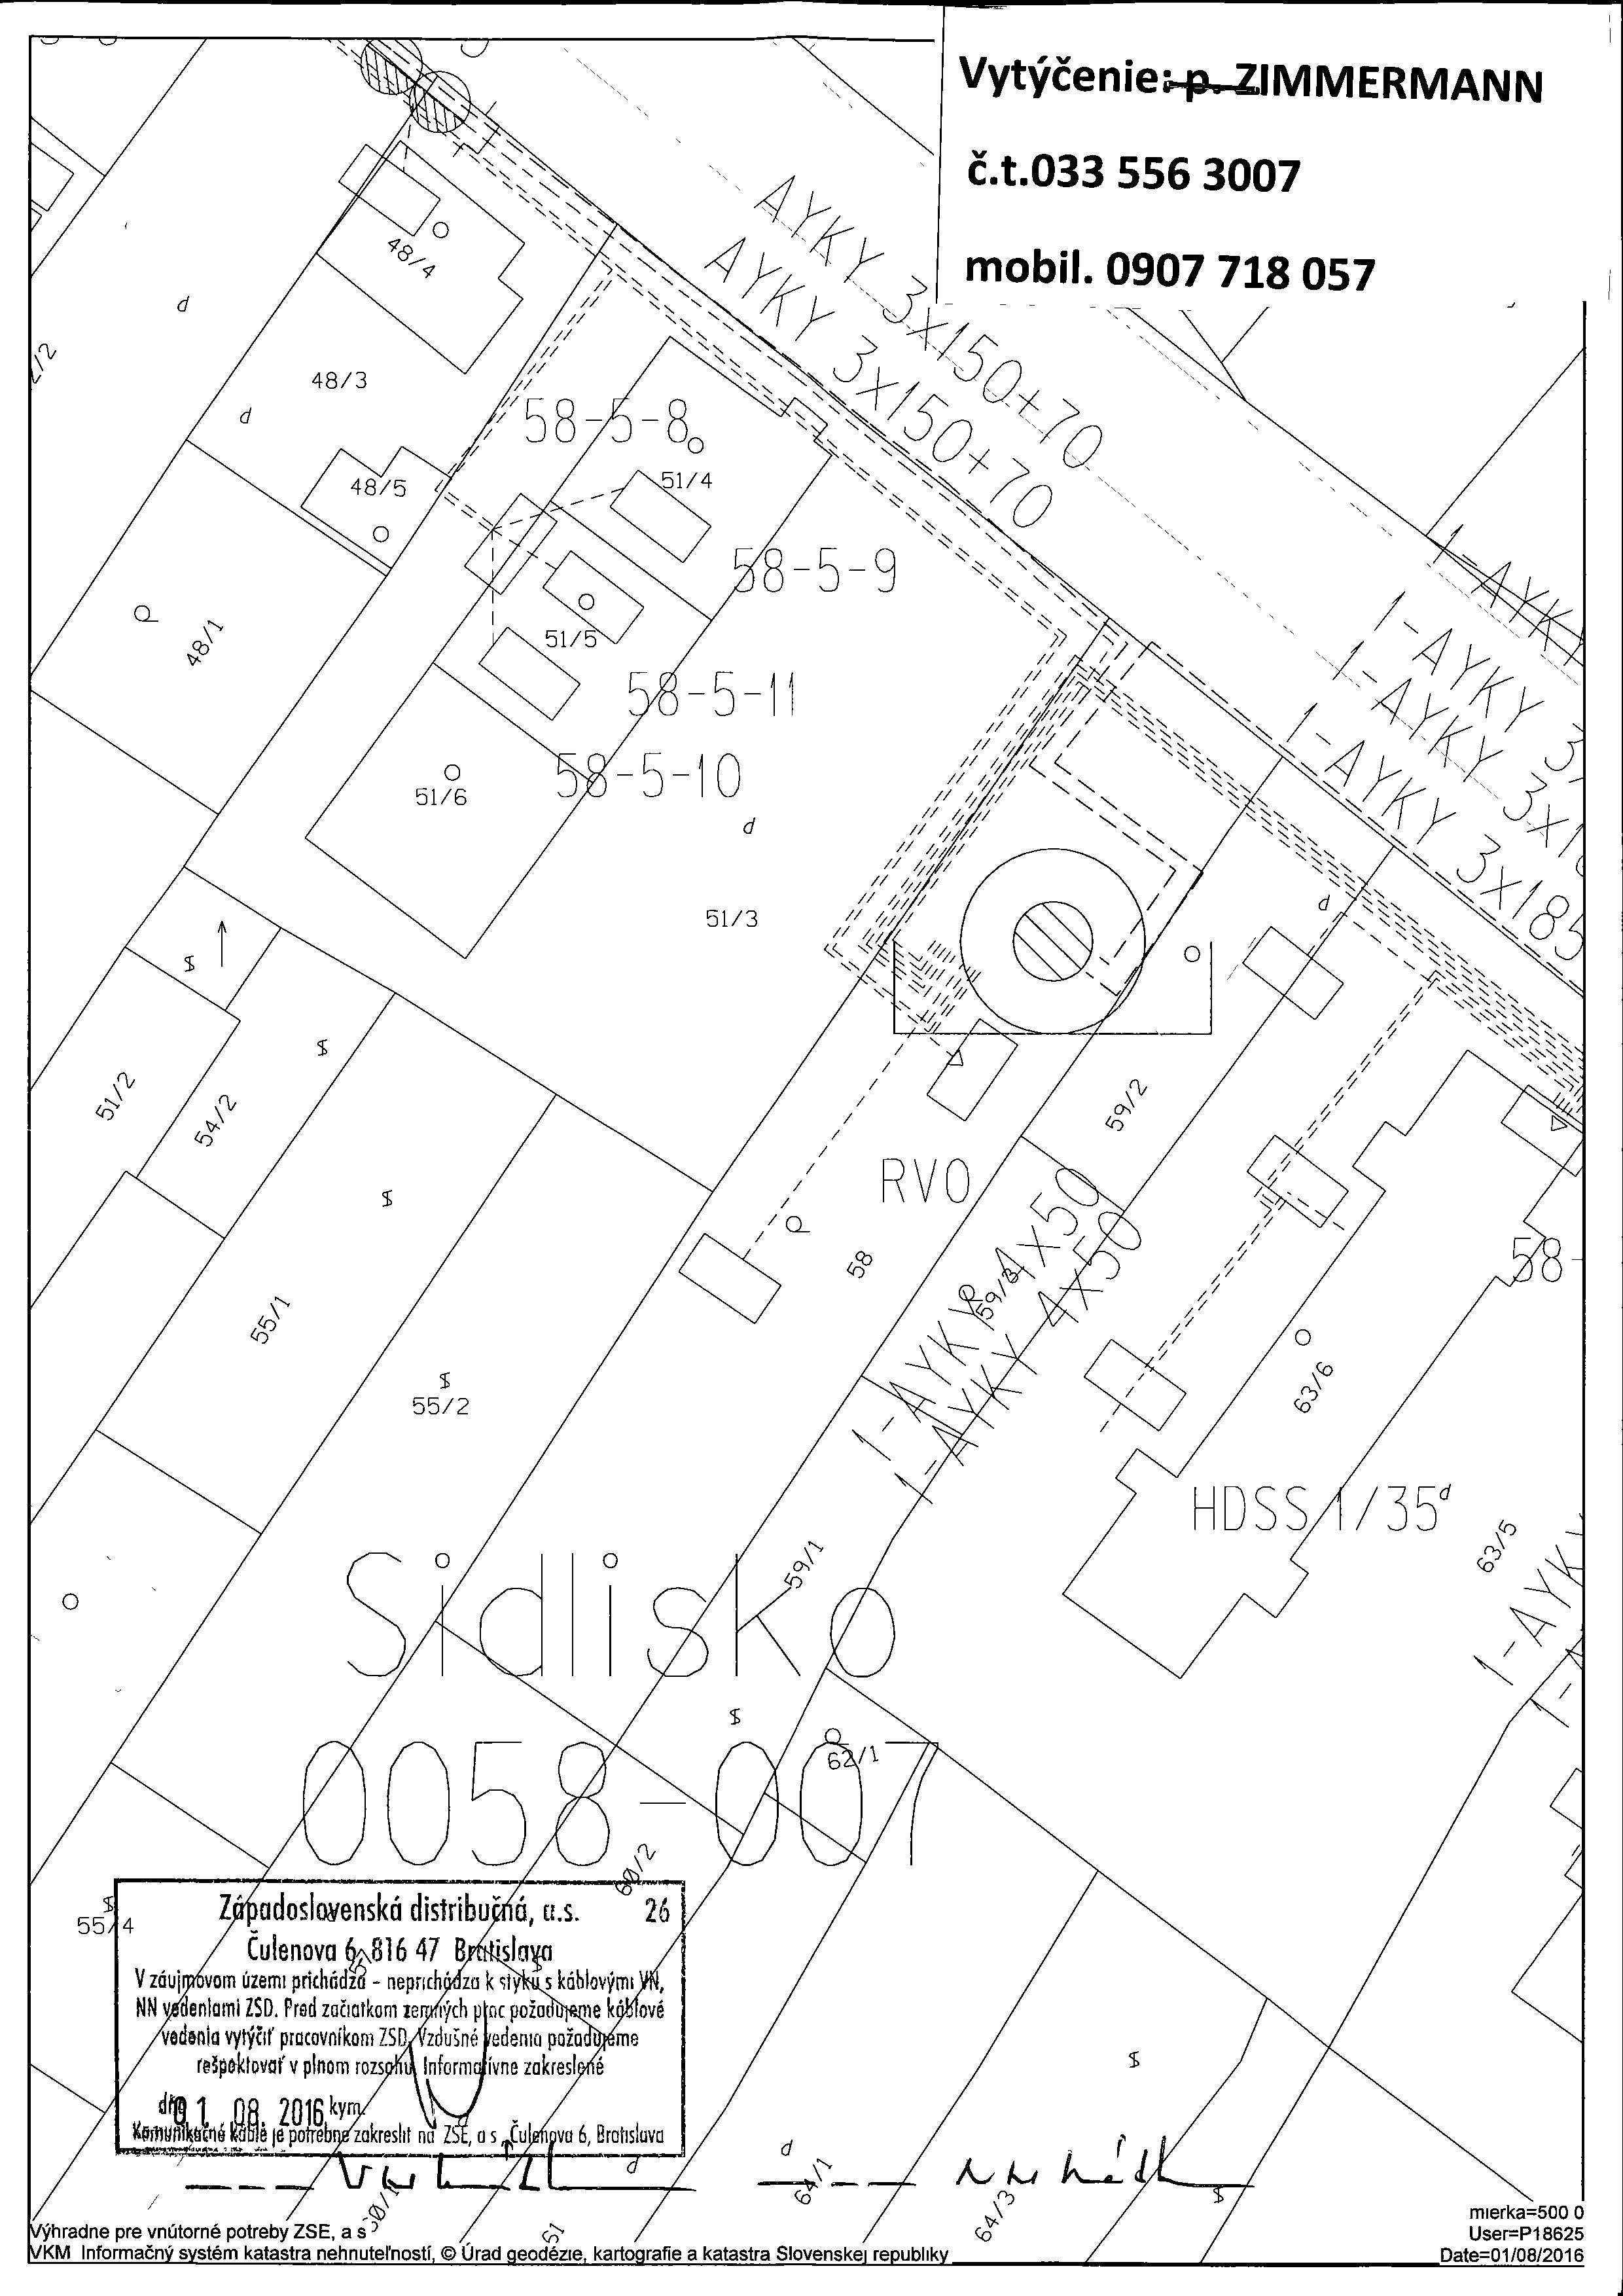 Vytýčenie: p. ZIMMERMANN
č.t.033 556 3007
mobil. 0907 718 057
AYKY 3x150+70
AYKY 3x150+70
48/4
d
48/3
d
58-5-8
51/4
48/5
1-AYKY
58-5-9
1-AYKY
1-AYKY 3x1
51/5
48/1
58-5-11
58-5-10
51/6
1-AYKY 3x185
d
51/3
d
51/2
54/2
59/2
RVO
58
58-
1-AYKY 4x50
1-AYKY 4x50
59/3
55/1
55/2
63/6
HDSS 1/35
d
63/5
1-AYKY
1-
59/1
Sidlisko
62/1
0058-007
60/2
55/4
Západoslovenská distribučná, a.s. 26
Čulenova 6, 816 47 Bratislava
V záujmovom území prichádza - neprichádza k styku s káblovými VN,
NN vedeniami ZSD. Pred začiatkom zemných prác požadujeme káblové
vedenia vytýčiť pracovníkom ZSD. Vzdušné vedenia požadujeme
rešpektovať v plnom rozsahu. Informatívne zakreslené
dňa 01. 08. 2016 kým.
Komunikačné káble je potrebné zakresliť na ZSE, a.s., Čulenova 6, Bratislava
d
d
60/1
61
64/1
64/3
mierka=500 0
Výhradne pre vnútorné potreby ZSE, a s
User=P18625
VKM Informačný systém katastra nehnuteľností, © Úrad geodézie, kartografie a katastra Slovenskej republiky
Date=01/08/2016